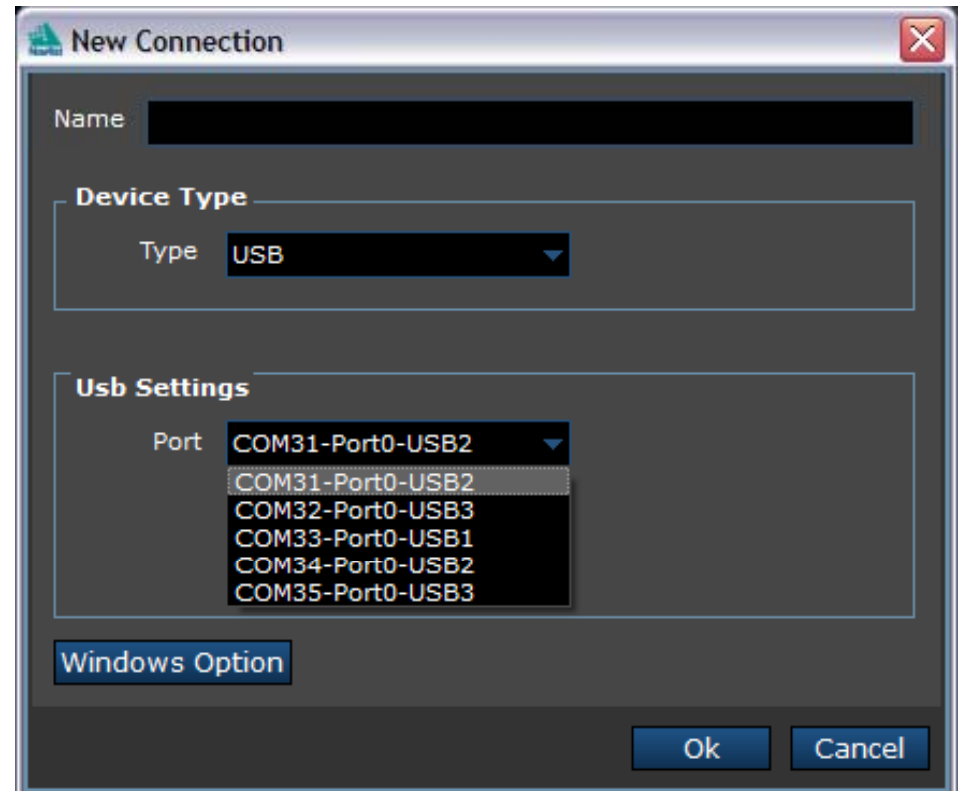 New Connection
Name
Device Type
Type USB
Usb Settings
Port COM31-Port0-USB2
COM31-Port0-USB2
COM32-Port0-USB3
COM33-Port0-USB1
COM34-Port0-USB2
COM35-Port0-USB3
Windows Option
Ok Cancel